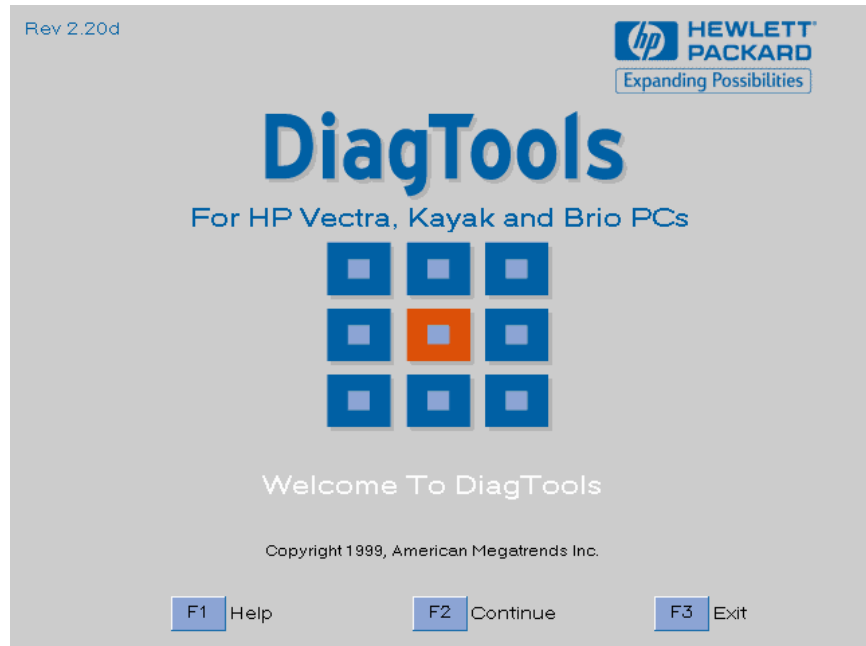 Rev 2.20d
hp HEWLETT®
PACKARD
Expanding Possibilities
DiagTools
For HP Vectra, Kayak and Brio PCs
Welcome To DiagTools
Copyright 1999, American Megatrends Inc.
F1 Help F2 Continue F3 Exit